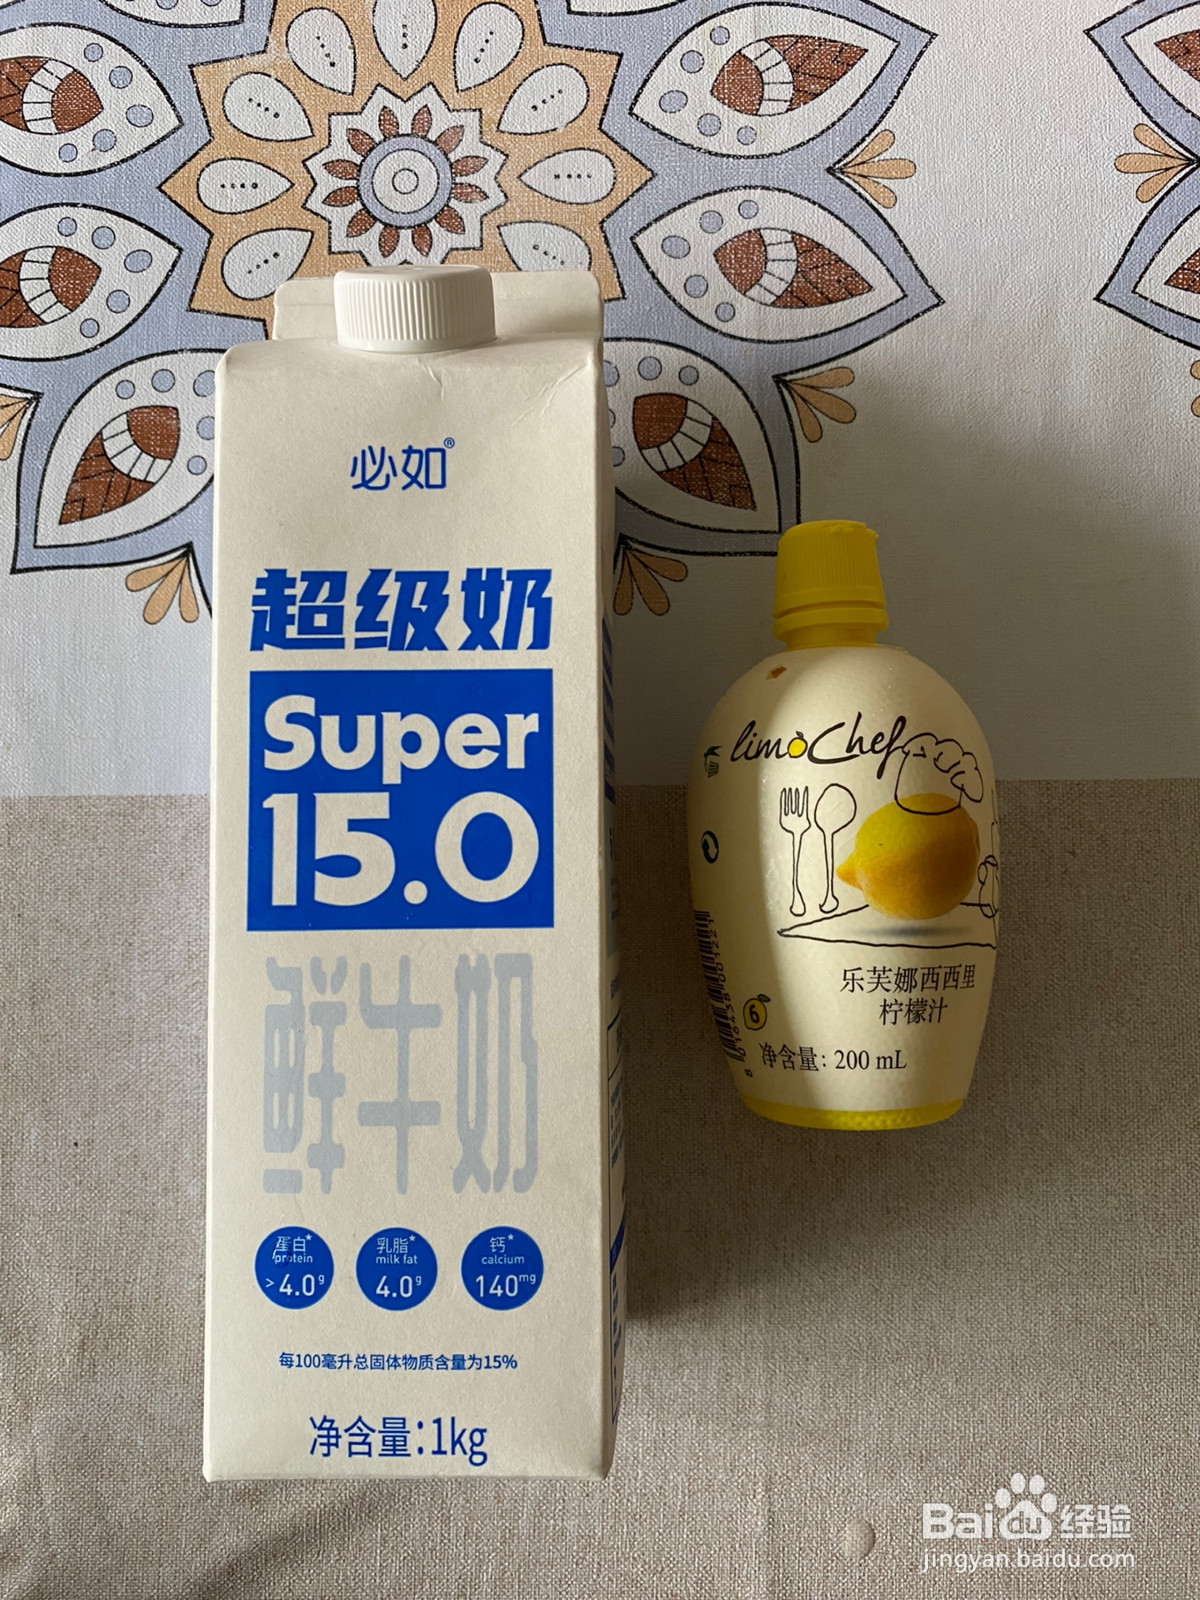 必如®
超级奶
Super
15.0
鲜牛奶
蛋白*
protein
>4.0g
乳脂*
milk fat
4.0g
钙*
calcium
140mg
每100毫升总固体物质含量为15%
净含量:1kg
limoChef
乐芙娜西西里
柠檬汁
6
净含量: 200 mL
Baidu经验
jingyan.baidu.com